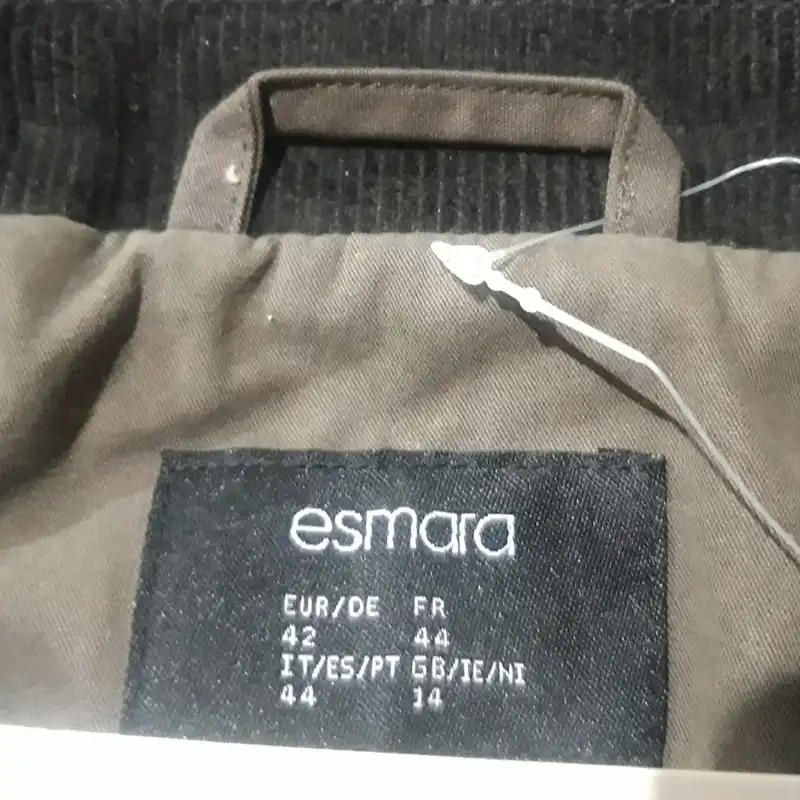 esmara
EUR/DE FR
42 44
IT/ES/PT GB/IE/NI
44 14